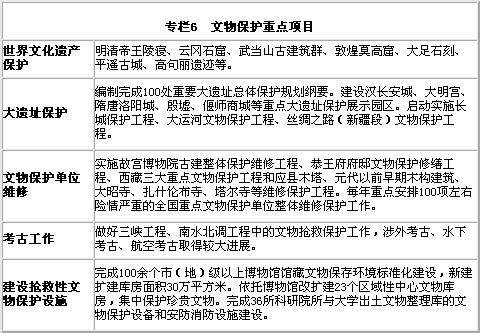 专栏6 文物保护重点项目
世界文化遗产
保护
明清帝王陵寝、云冈石窟、武当山古建筑群、敦煌莫高窟、大足石刻、
平遥古城、高句丽遗迹等。
大遗址保护
编制完成100处重要大遗址总体保护规划纲要。建设汉长安城、大明宫、
隋唐洛阳城、殷墟、偃师商城等重点大遗址保护展示园区。启动实施长
城保护工程、大运河文物保护工程、丝绸之路（新疆段）文物保护工
程。
文物保护单位
维修
实施故宫博物院古建整体保护维修工程、恭王府府邸文物保护修缮工
程、西藏三大重点文物保护工程和应县木塔、元代以前早期木构建筑、
大昭寺、扎什伦布寺、塔尔寺等维修保护工程。每年重点安排100项左右
险情严重的全国重点文物保护单位整体维修保护工作。
考古工作
做好三峡工程、南水北调工程中的文物抢救保护工作，涉外考古、水下
考古、航空考古取得较大进展。
建设抢救性文
物保护设施
完成100余个市（地）级以上博物馆馆藏文物保存环境标准化建设，新建
扩建库房面积30万平方米。依托博物馆改扩建23个区域性中心文物库
房，集中保护珍贵文物。完成36所科研院所与大学出土文物整理库的文
物保护设备和安防消防设施建设。